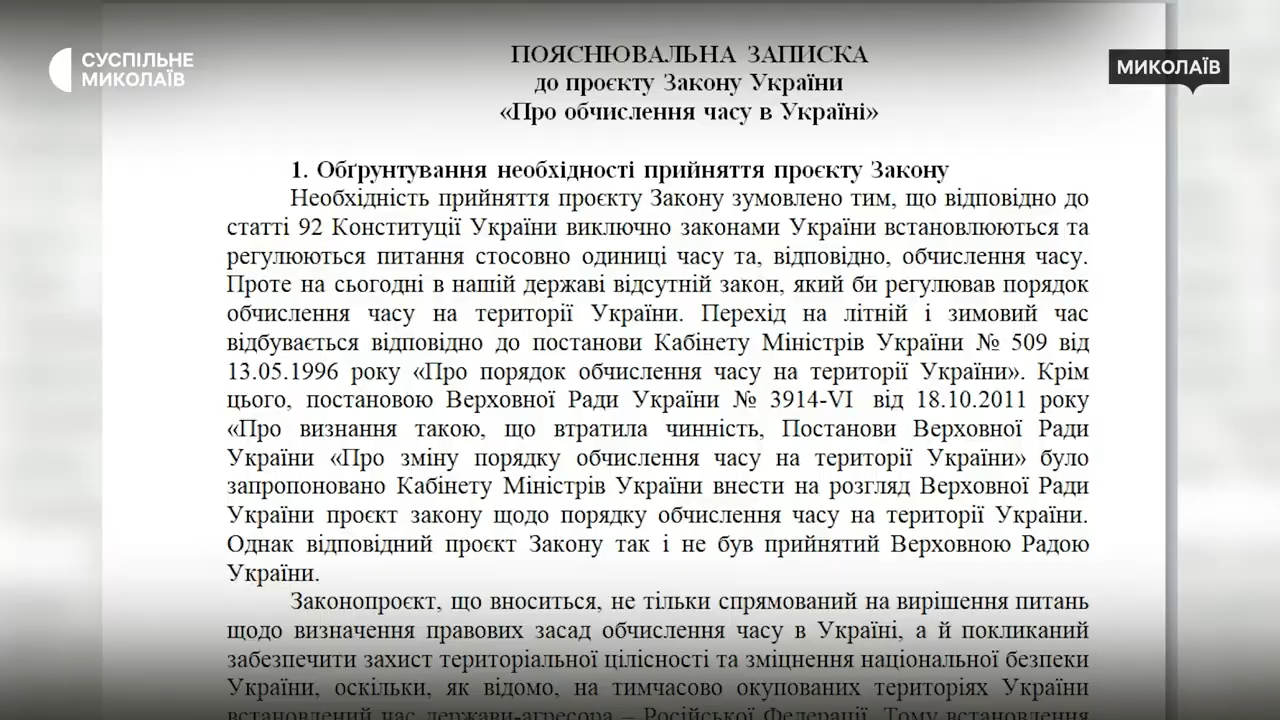 СУСПІЛЬНЕ
МИКОЛАЇВ
МИКОЛАЇВ
ПОЯСНЮВАЛЬНА ЗАПИСКА
до проєкту Закону України
«Про обчислення часу в Україні»
1. Обґрунтування необхідності прийняття проєкту Закону
Необхідність прийняття проєкту Закону зумовлено тим, що відповідно до
статті 92 Конституції України виключно законами України встановлюються та
регулюються питання стосовно одиниці часу та, відповідно, обчислення часу.
Проте на сьогодні в нашій державі відсутній закон, який би регулював порядок
обчислення часу на території України. Перехід на літній і зимовий час
відбувається відповідно до постанови Кабінету Міністрів України № 509 від
13.05.1996 року «Про порядок обчислення часу на території України». Крім
цього, постановою Верховної Ради України № 3914-VI від 18.10.2011 року
«Про визнання такою, що втратила чинність, Постанови Верховної Ради
України «Про зміну порядку обчислення часу на території України» було
запропоновано Кабінету Міністрів України внести на розгляд Верховної Ради
України проєкт закону щодо порядку обчислення часу на території України.
Однак відповідний проєкт Закону так і не був прийнятий Верховною Радою
України.
Законопроєкт, що вноситься, не тільки спрямований на вирішення питань
щодо визначення правових засад обчислення часу в Україні, а й покликаний
забезпечити захист територіальної цілісності та зміцнення національної безпеки
України, оскільки, як відомо, на тимчасово окупованих територіях України
встановлений час держави-агресора – Російської Федерації. Тому встановлення